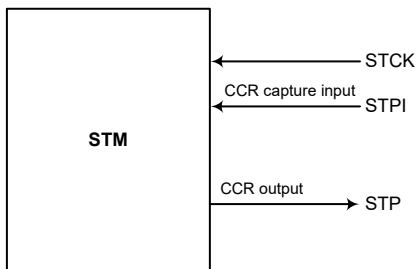 STCK
CCR capture input
STPI
STM
CCR output
STP